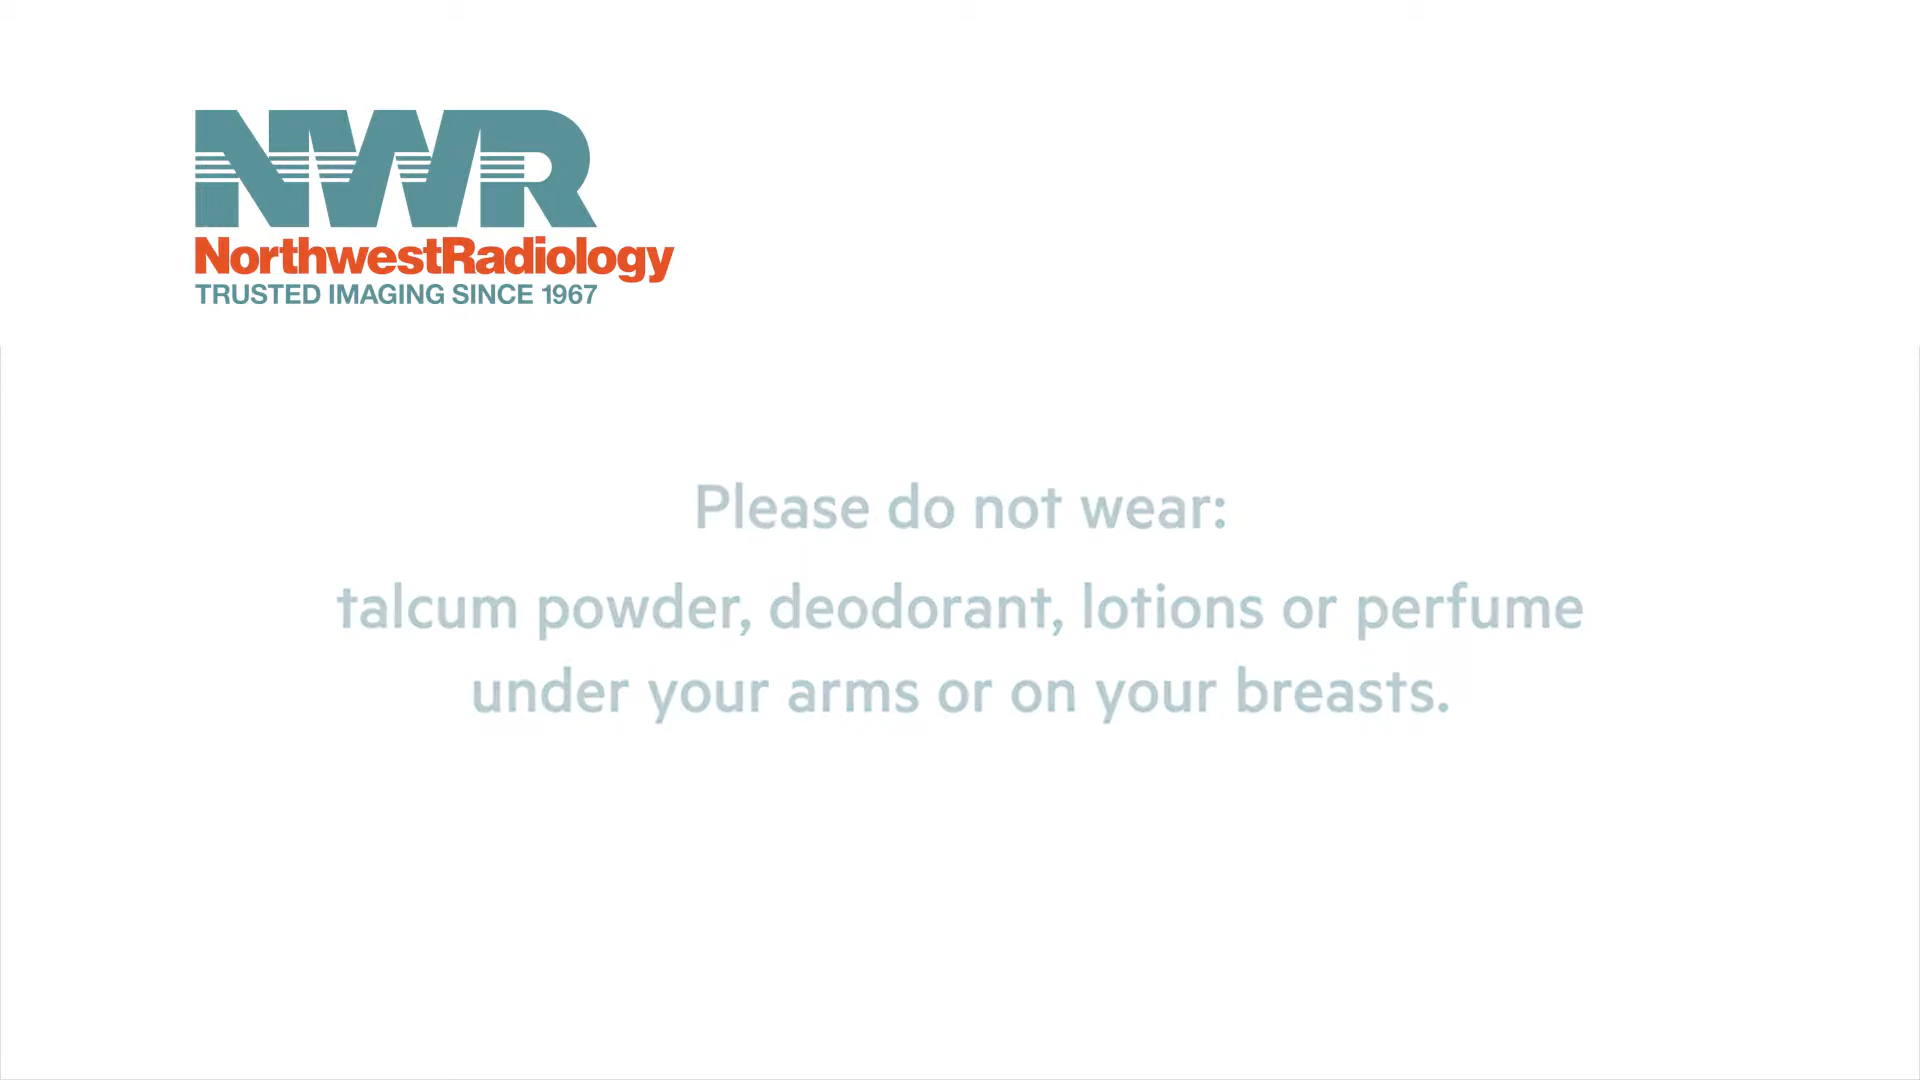 NWR
NorthwestRadiology
TRUSTED IMAGING SINCE 1967
Please do not wear:
talcum powder, deodorant, lotions or perfume
under your arms or on your breasts.